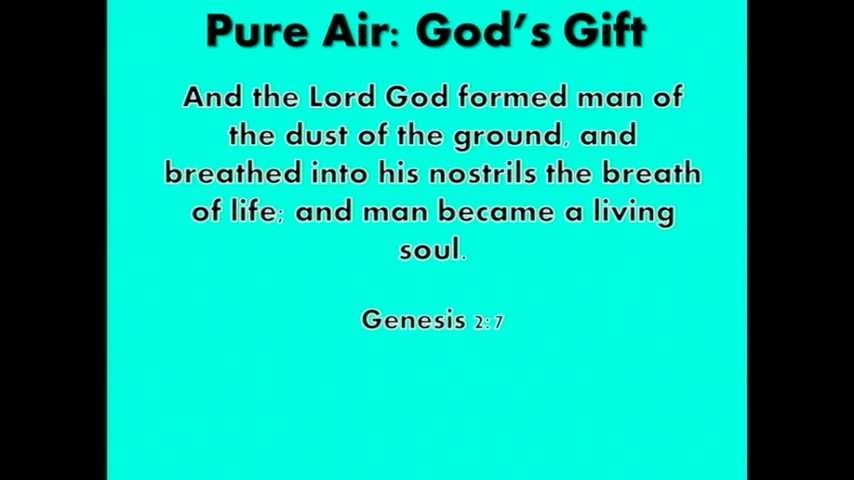 Pure Air: God's Gift
And the Lord God formed man of
the dust of the ground, and
breathed into his nostrils the breath
of life; and man became a living
soul.
Genesis 2:7